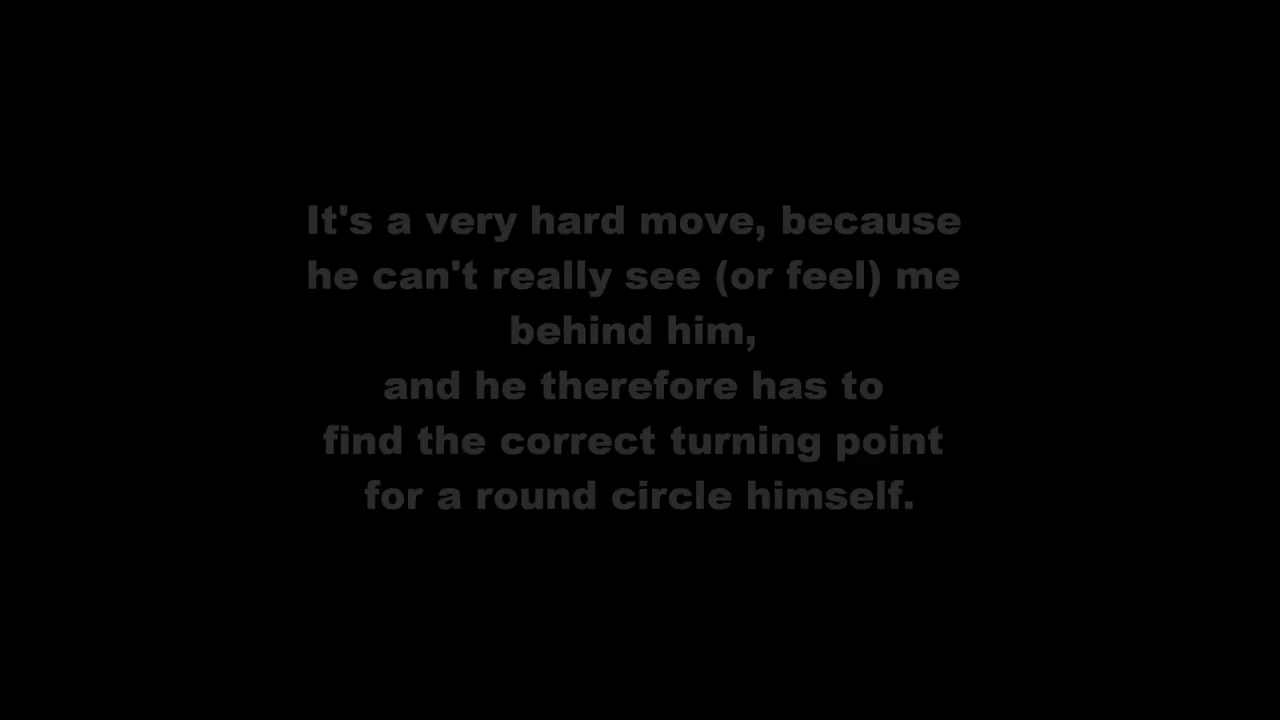 It's a very hard move, because
he can't really see (or feel) me
behind him,
and he therefore has to
find the correct turning point
for a round circle himself.